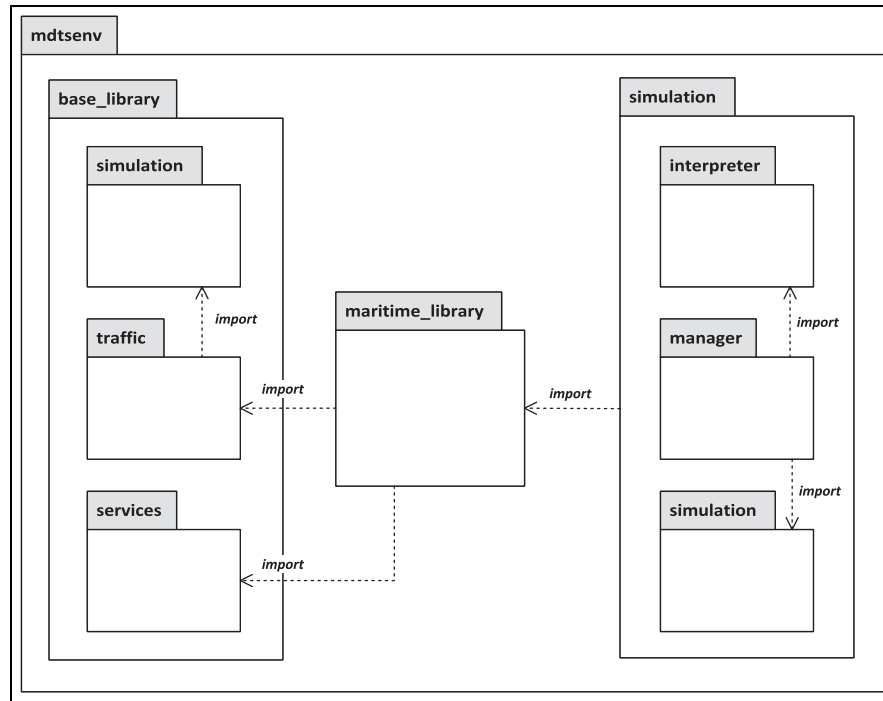 mdtsenv
base_library
simulation
simulation
interpreter
import
import
maritime_library
traffic
manager
import
import
services
import
simulation
import